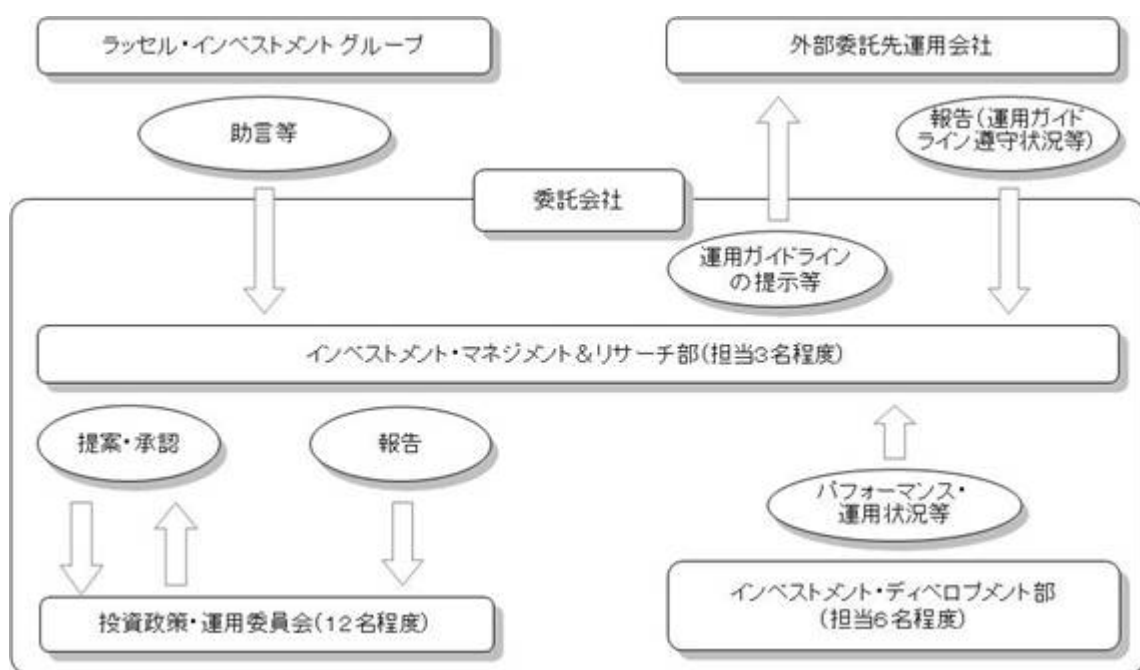 ラッセル・インベストメント グループ
外部委託先運用会社
助言等
報告(運用ガイド
ライン遵守状況等)
委託会社
運用ガイドライン
の提示等
インベストメント・マネジメント&リサーチ部(担当3名程度)
提案・承認
報告
パフォーマンス・
運用状況等
投資政策・運用委員会(12名程度)
インベストメント・ディベロプメント部
(担当6名程度)